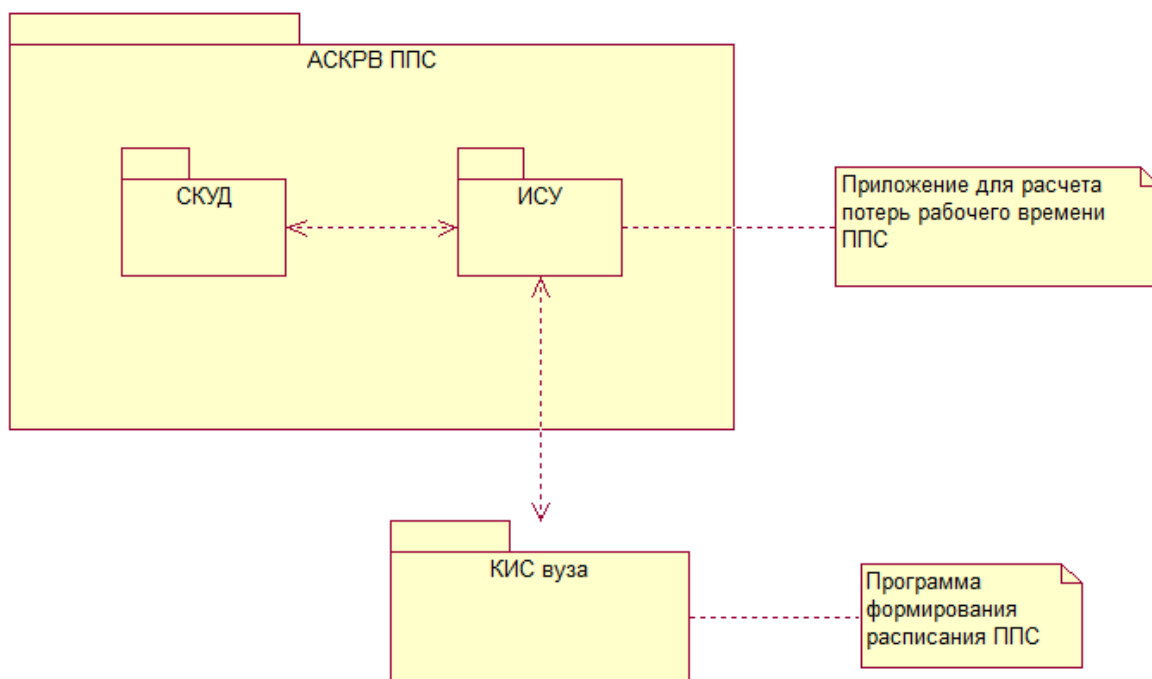 АСКРВ ППС
СКУД
ИСУ
Приложение для расчета
потерь рабочего времени
ППС
КИС вуза
Программа
формирования
расписания ППС